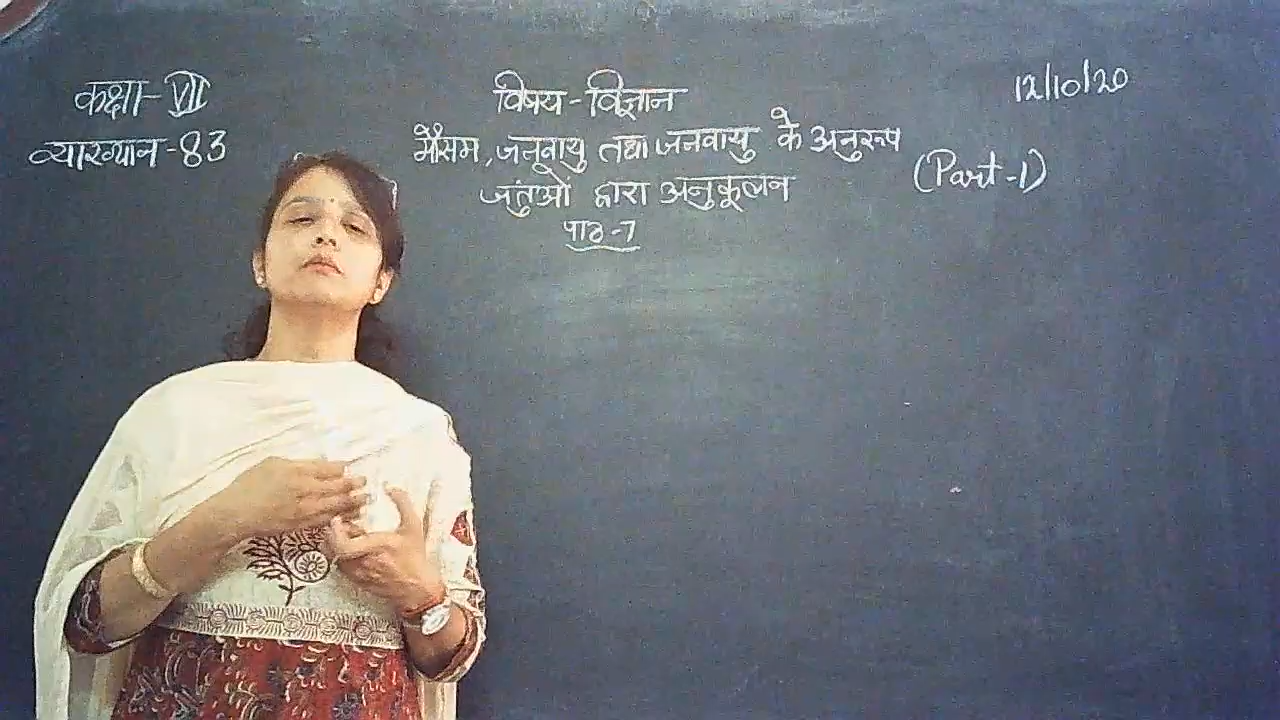 कक्षा-VII
व्याख्यान-83
विषय-विज्ञान
मौसम, जलवायु तथा जलवायु के अनुरूप
जंतुओं द्वारा अनुकूलन
पाठ-7
(Part-1)
12/10/20